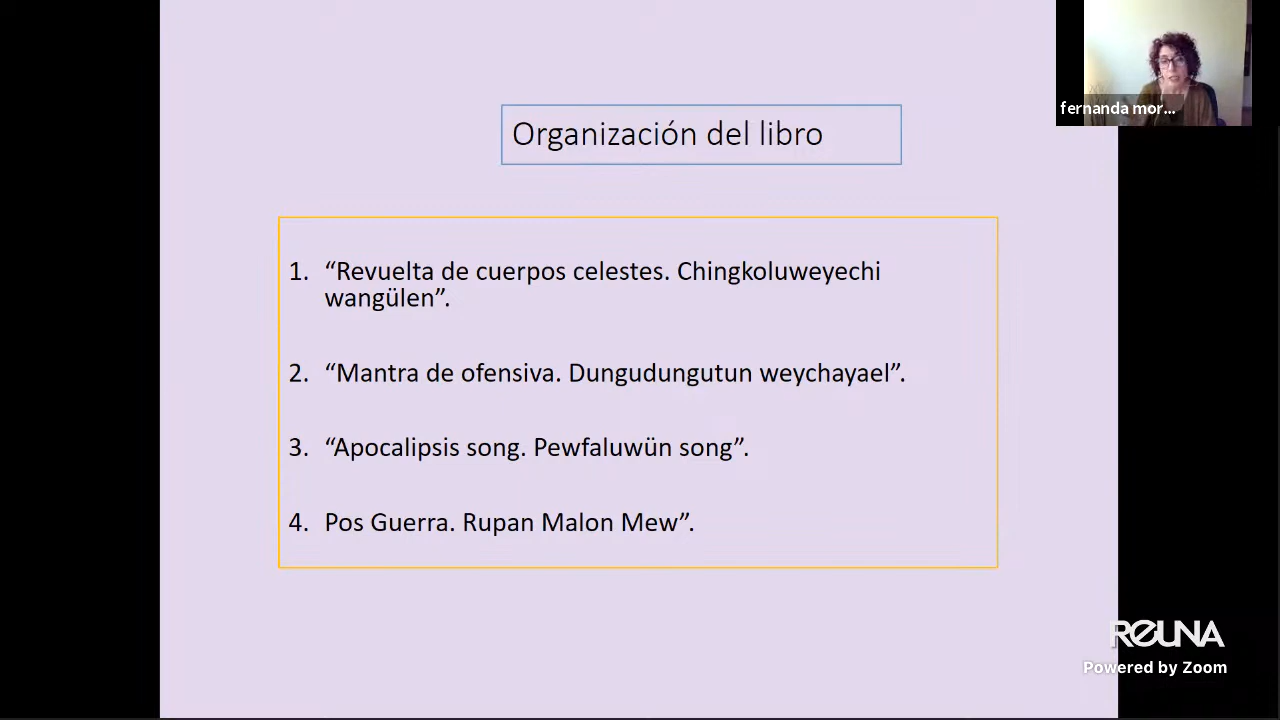 fernanda mor...
Organización del libro
1. “Revuelta de cuerpos celestes. Chingkoluweyechi
wangülen”.
2. “Mantra de ofensiva. Dungudungutun weychayael”.
3. “Apocalipsis song. Pewfaluwün song”.
4. Pos Guerra. Rupan Malon Mew”.
REUNA
Powered by Zoom